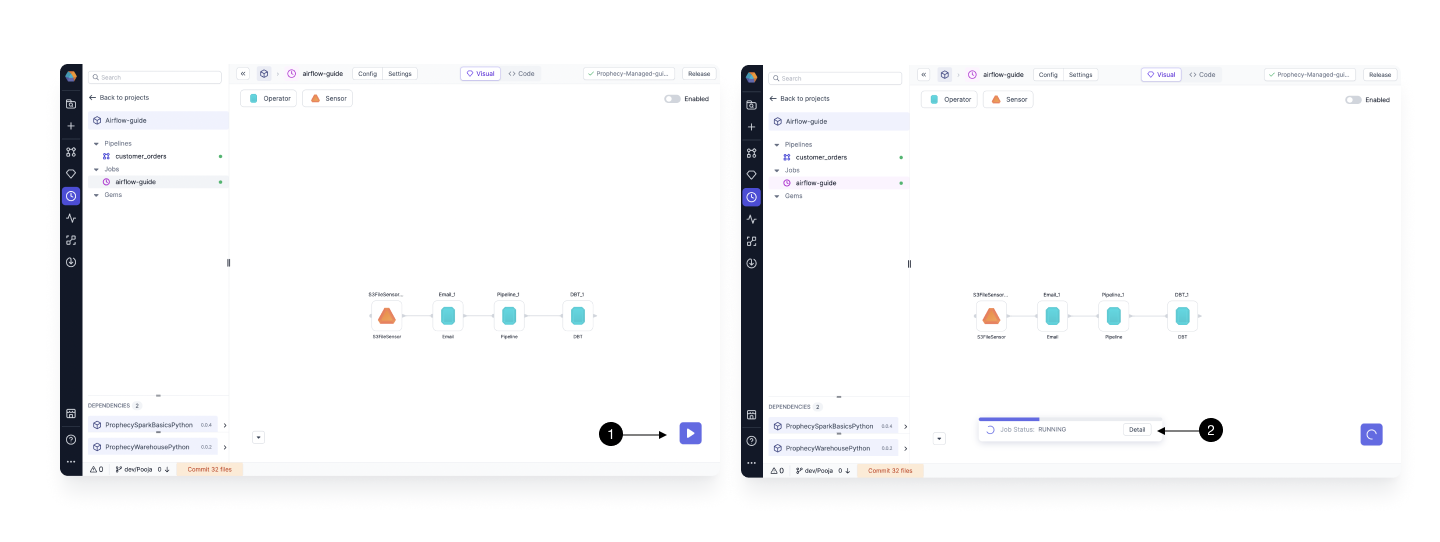 Search
Back to projects
Airflow-guide
Pipelines
customer_orders
Jobs
airflow-guide
Gems
DEPENDENCIES 2
ProphecySparkBasicsPython 0.0.4
ProphecyWarehousePython 0.0.2
0 dev/Pooja 0 Commit 32 files
airflow-guide Config Settings Visual Code Prophecy-Managed-gui... Release
Operator Sensor Enabled
S3FileSensor... Email_1 Pipeline_1 DBT_1
S3FileSensor Email Pipeline DBT
1
Search
Back to projects
Airflow-guide
Pipelines
customer_orders
Jobs
airflow-guide
Gems
DEPENDENCIES 2
ProphecySparkBasicsPython 0.0.4
ProphecyWarehousePython 0.0.2
0 dev/Pooja 0 Commit 32 files
airflow-guide Config Settings Visual Code Prophecy-Managed-gui... Release
Operator Sensor Enabled
S3FileSensor... Email_1 Pipeline_1 DBT_1
S3FileSensor Email Pipeline DBT
Job Status: RUNNING Detail
2